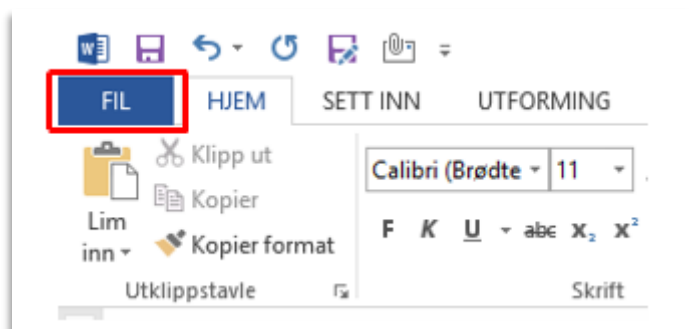 FIL HJEM SETT INN UTFORMING
Klipp ut
Kopier
Kopier format
Lim
inn
Utklippstavle
Calibri (Brødte 11
F K U abc X₂ X²
Skrift